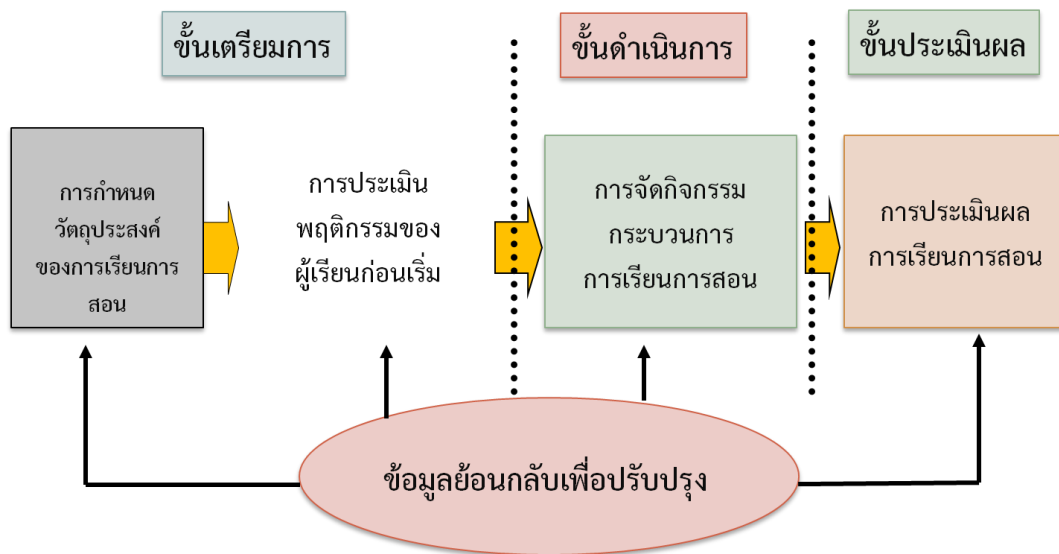 ขั้นเตรียมการ
ขั้นดำเนินการ
ขั้นประเมินผล
การกำหนด
วัตถุประสงค์
ของการเรียนการ
สอน
การประเมิน
พฤติกรรมของ
ผู้เรียนก่อนเริ่ม
การจัดกิจกรรม
กระบวนการ
การเรียนการสอน
การประเมินผล
การเรียนการสอน
ข้อมูลย้อนกลับเพื่อปรับปรุง